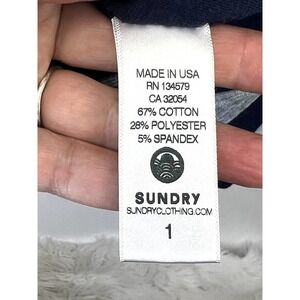 MADE IN USA
RN 134579
CA 32054
67% COTTON
28% POLYESTER
5% SPANDEX
SUNDRY
SUNDRYCLOTHING.COM
1